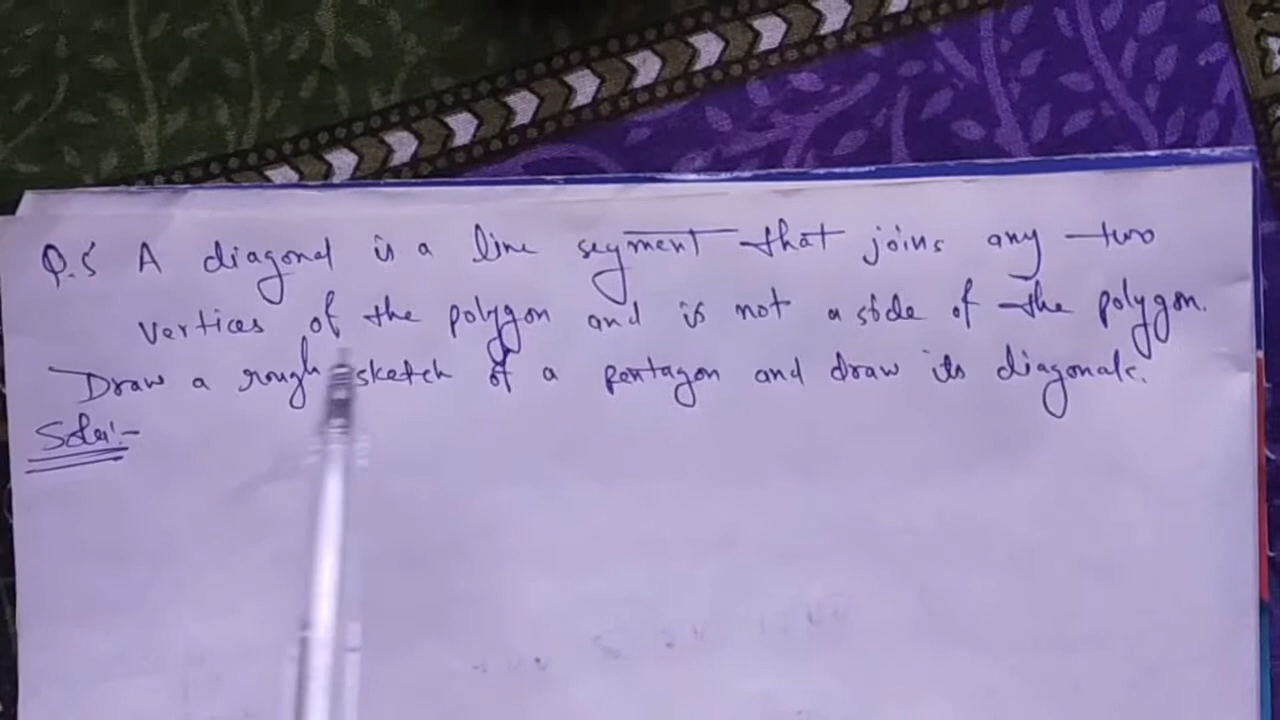 Q.5 A diagonal is a line segment that joins any two
vertices of the polygon and is not a side of the polygon.
Draw a rough sketch of a pentagon and draw its diagonals.
Soln:-